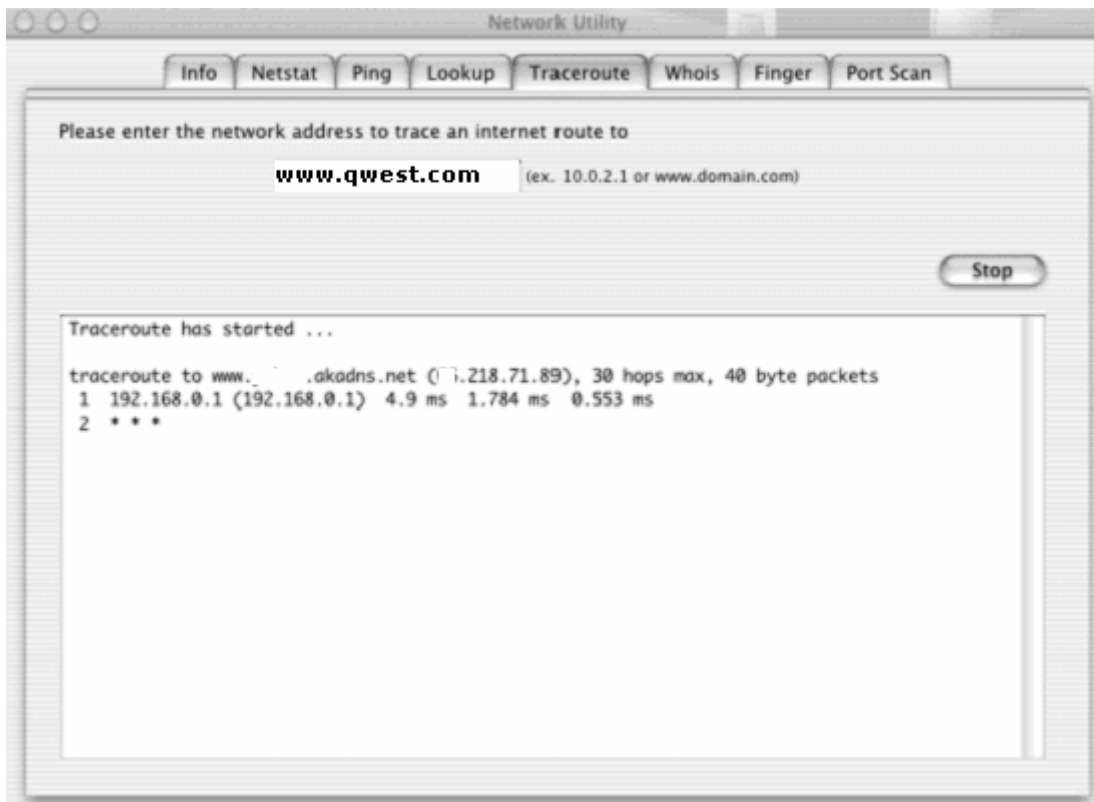 Network Utility
Info Netstat Ping Lookup Traceroute Whois Finger Port Scan
Please enter the network address to trace an internet route to
www.qwest.com (ex. 10.0.2.1 or www.domain.com)
Stop
Traceroute has started ...
traceroute to www. .akadns.net ( .218.71.89), 30 hops max, 40 byte packets
1 192.168.0.1 (192.168.0.1) 4.9 ms 1.784 ms 0.553 ms
2 * * *